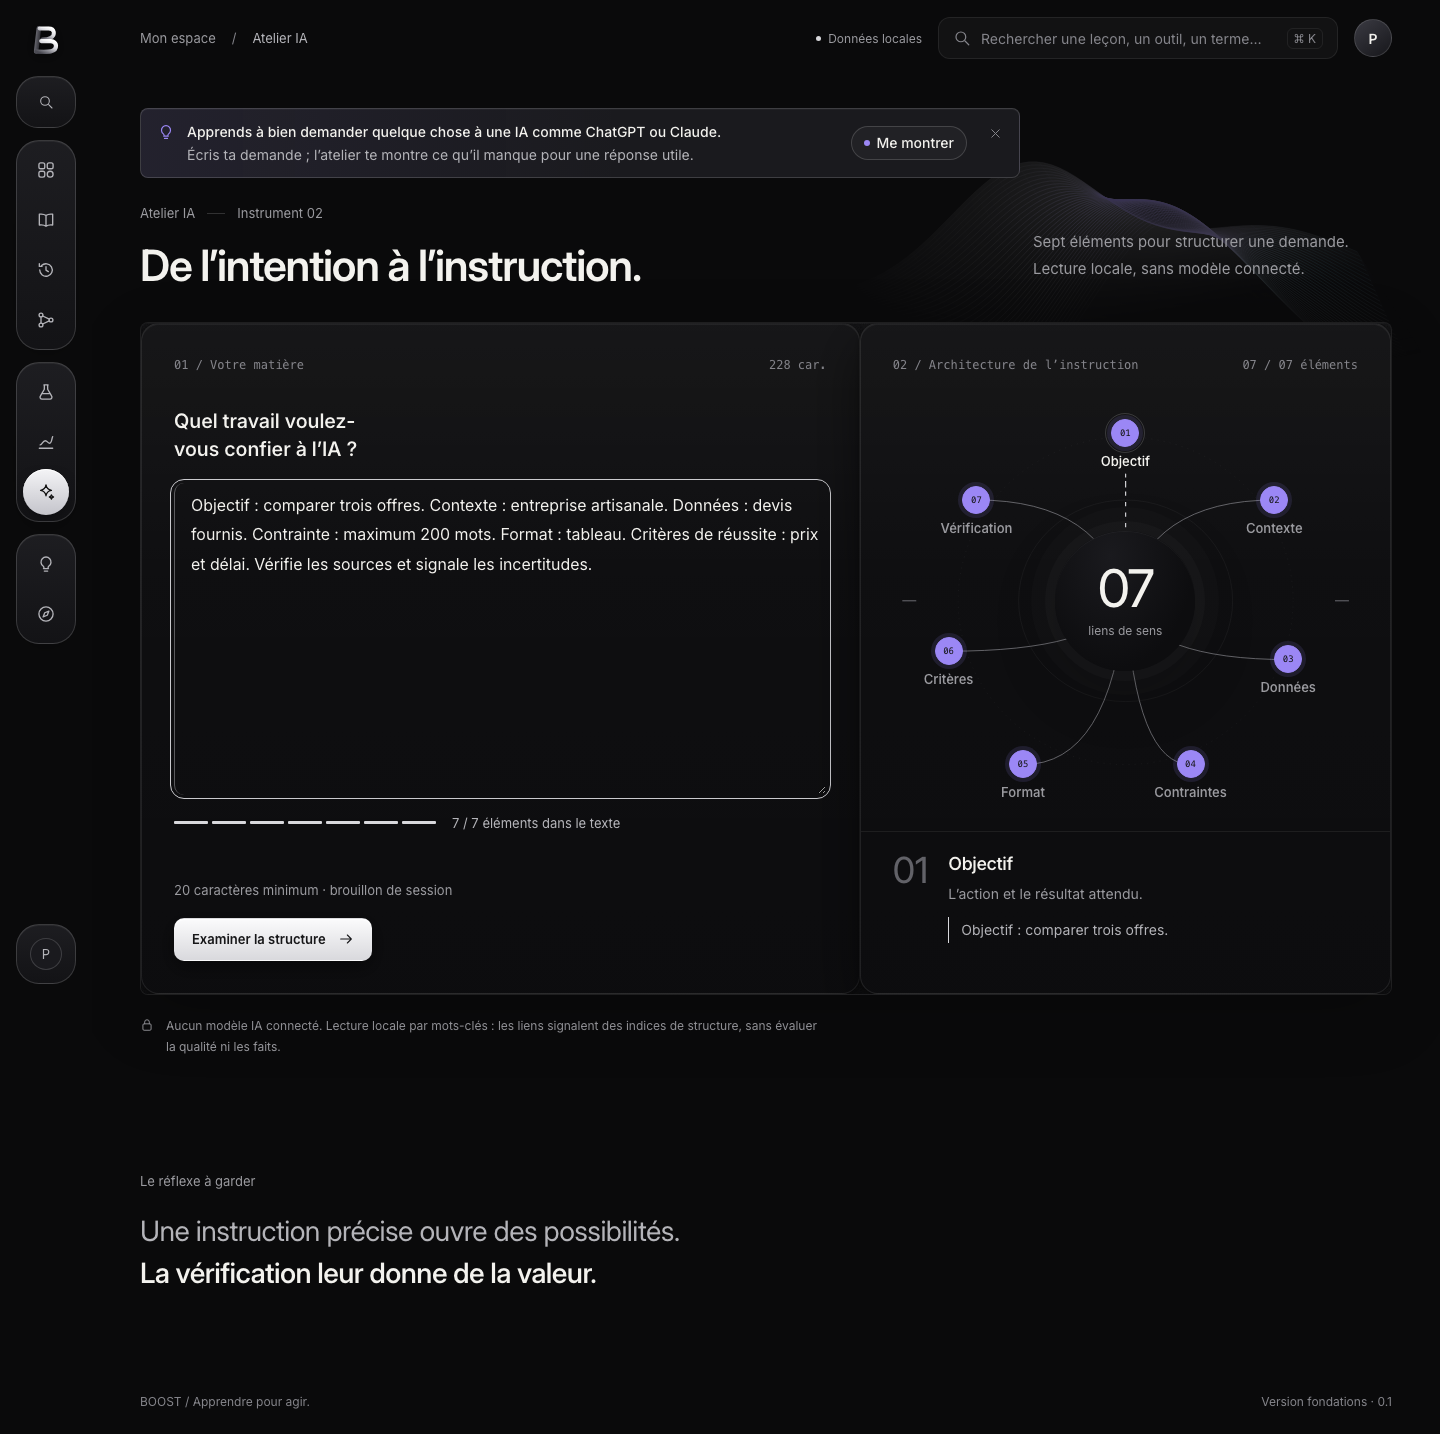 B
Mon espace / Atelier IA
Données locales
Rechercher une leçon, un outil, un terme...
⌘ K
P
Apprends à bien demander quelque chose à une IA comme ChatGPT ou Claude.
Écris ta demande ; l’atelier te montre ce qu’il manque pour une réponse utile.
Me montrer
Atelier IA — Instrument 02
De l’intention à l’instruction.
Sept éléments pour structurer une demande.
Lecture locale, sans modèle connecté.
01 / Votre matière
228 car.
Quel travail voulez-
vous confier à l’IA ?
Objectif : comparer trois offres. Contexte : entreprise artisanale. Données : devis
fournis. Contrainte : maximum 200 mots. Format : tableau. Critères de réussite : prix
et délai. Vérifie les sources et signale les incertitudes.
7 / 7 éléments dans le texte
20 caractères minimum · brouillon de session
Examiner la structure →
02 / Architecture de l’instruction
07 / 07 éléments
01
Objectif
07
Vérification
02
Contexte
07
liens de sens
06
Critères
03
Données
05
Format
04
Contraintes
01
Objectif
L’action et le résultat attendu.
Objectif : comparer trois offres.
P
Aucun modèle IA connecté. Lecture locale par mots-clés : les liens signalent des indices de structure, sans évaluer
la qualité ni les faits.
Le réflexe à garder
Une instruction précise ouvre des possibilités.
La vérification leur donne de la valeur.
BOOST / Apprendre pour agir.
Version fondations · 0.1